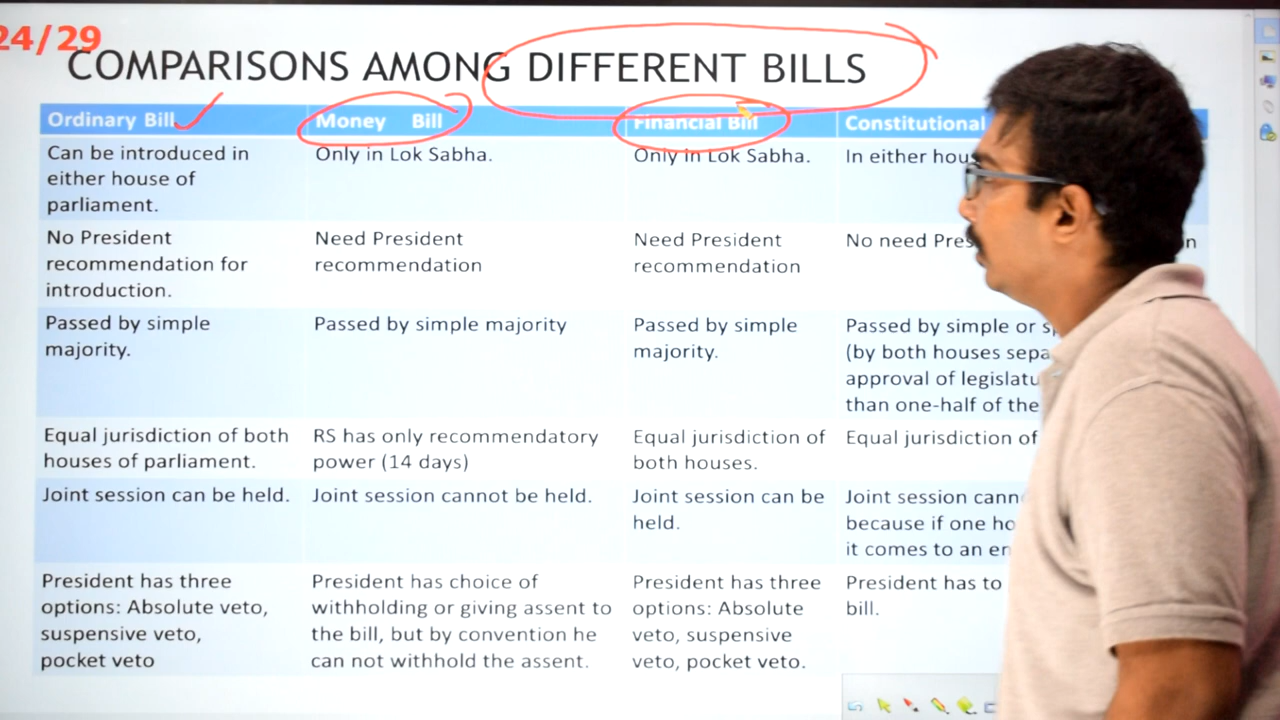 24/29
COMPARISONS AMONG DIFFERENT BILLS
Ordinary Bill
Money Bill
Financial Bill
Constitutional
Can be introduced in
either house of
parliament.
Only in Lok Sabha.
Only in Lok Sabha.
In either
No President
recommendation for
introduction.
Need President
recommendation
Need President
recommendation
No need
Passed by simple
majority.
Passed by simple majority
Passed by simple
majority.
Passed by simple or
(by both houses
approval of
than one-half of the
Equal jurisdiction of both
houses of parliament.
RS has only recommendatory
power (14 days)
Equal jurisdiction of
both houses.
Equal jurisdiction of
Joint session can be held.
Joint session cannot be held.
Joint session can be
held.
Joint session
because if one
it comes to an
President has three
options: Absolute veto,
suspensive veto,
pocket veto
President has choice of
withholding or giving assent to
the bill, but by convention he
can not withhold the assent.
President has three
options: Absolute
veto, suspensive
veto, pocket veto.
President has to
bill.